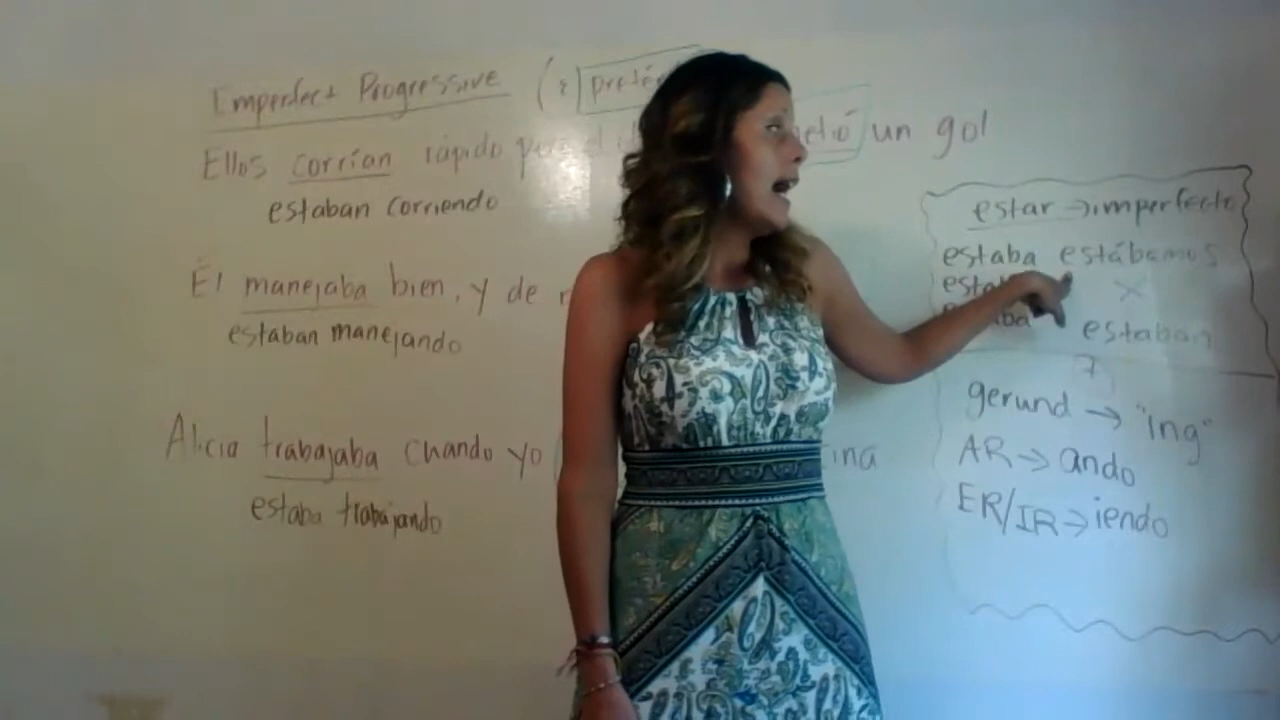 Imperfect Progressive (&
Ellos corrían rápido un gol
estaban corriendo
Él manejaba bien, y de
estaban manejando
Alicia trabajaba cuando yo
estaba trabajando
estar → imperfecto
estaba estábamos
X
estaban
gerund → "ing"
AR → ando
ER/IR → iendo